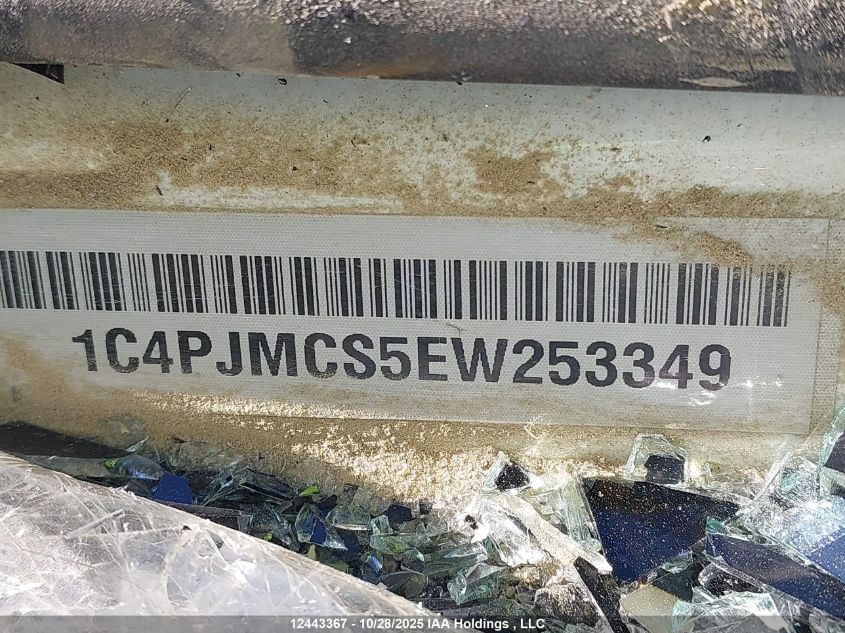 1C4PJMCS5EW253349
12443367 - 10/28/2025 IAA Holdings , LLC